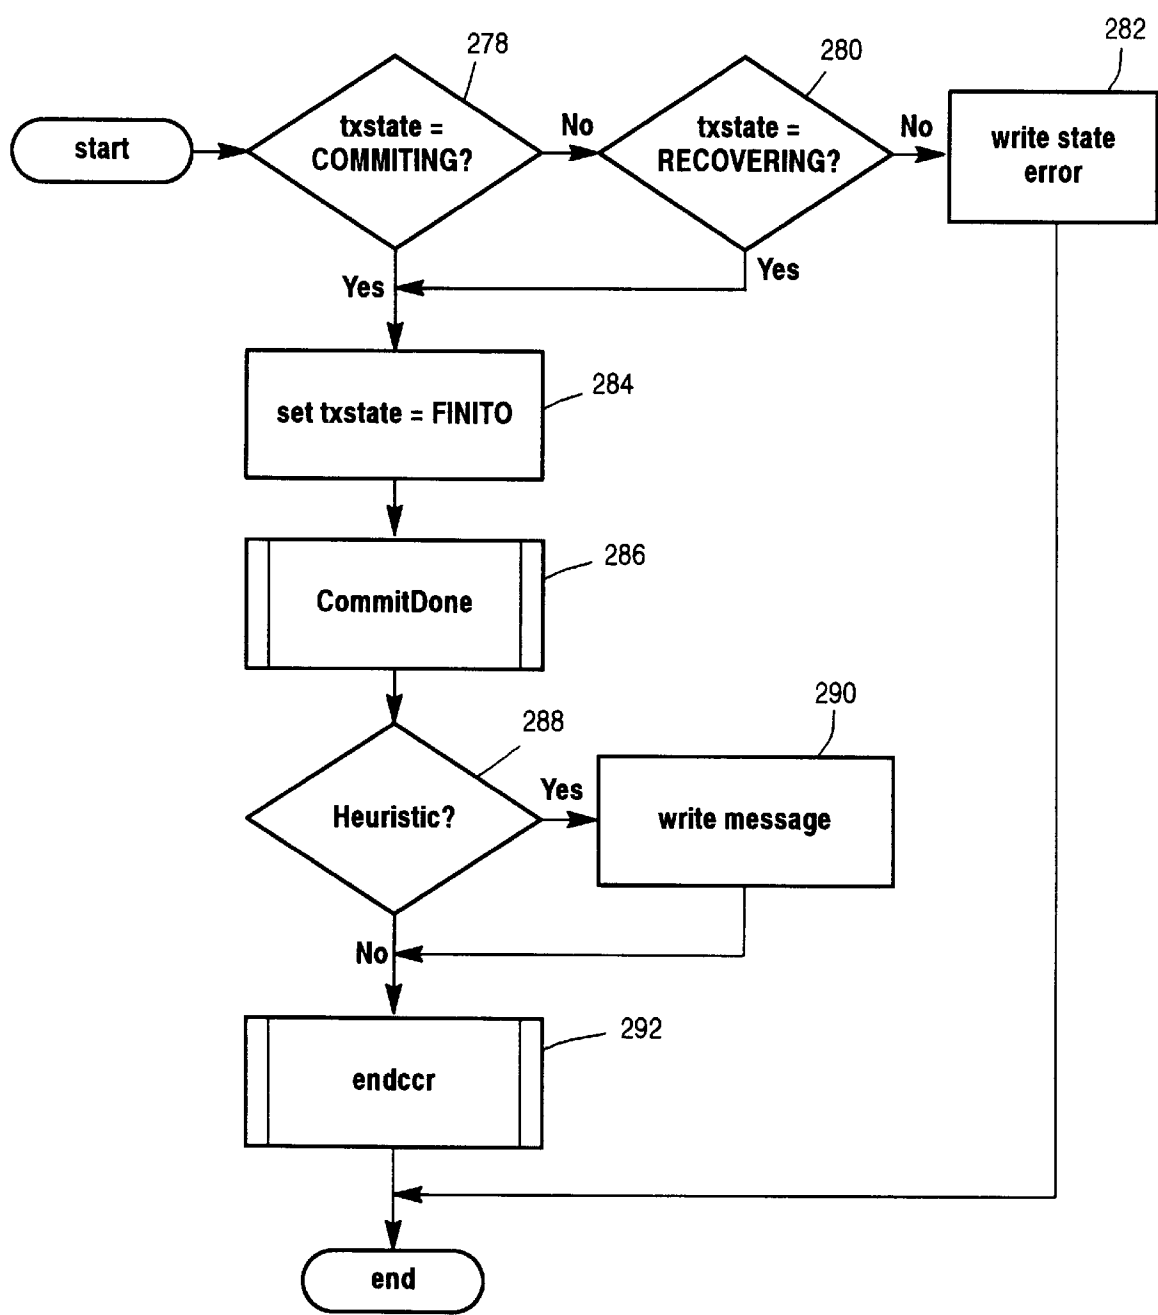 278
280
282
start
txstate =
COMMITING?
No
txstate =
RECOVERING?
No
write state
error
Yes
Yes
set txstate = FINITO
284
CommitDone
286
288
290
Heuristic?
Yes
write message
No
endccr
292
end